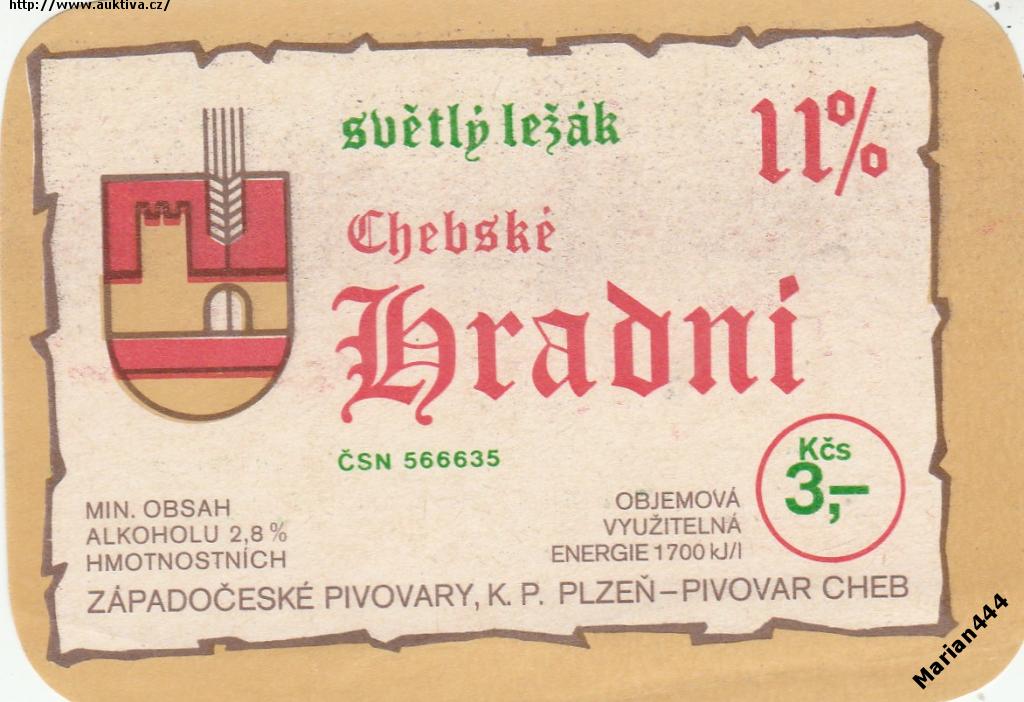 http://www.auktiva.cz/
světlý ležák
11%
Chebské
Hradní
ČSN 566635
Kčs
3,–
MIN. OBSAH
ALKOHOLU 2,8%
HMOTNOSTNÍCH
OBJEMOVÁ
VYUŽITELNÁ
ENERGIE 1700 kJ/l
ZÁPADOČESKÉ PIVOVARY, K. P. PLZEŇ–PIVOVAR CHEB
Marian444